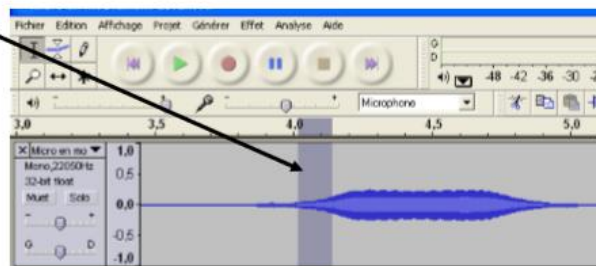 Fichier Edition Affichage Projet Générer Effet Analyse Aide
G
D
-48 -42 -36 -30
Microphone
3,0 3,5 4,0 4,5 5,0
Micro en mo
Mono,22050Hz
32-bit float
Muet Solo
- +
G D
1,0
0,5
0,0
-0,5
-1,0